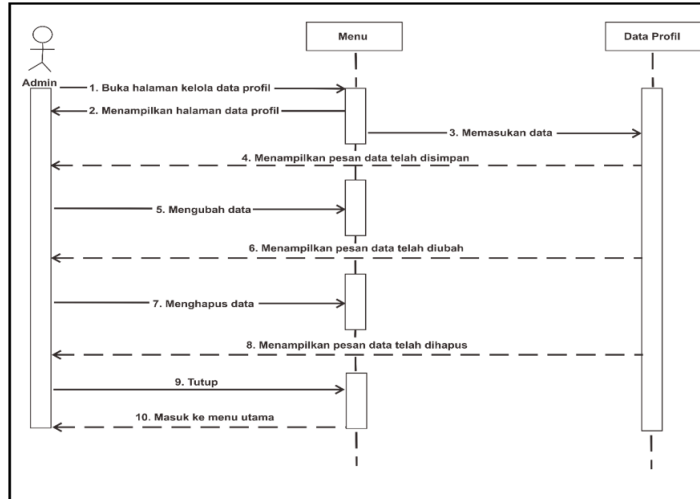 Menu
Data Profil
Admin
1. Buka halaman kelola data profil
2. Menampilkan halaman data profil
3. Memasukan data
4. Menampilkan pesan data telah disimpan
5. Mengubah data
6. Menampilkan pesan data telah diubah
7. Menghapus data
8. Menampilkan pesan data telah dihapus
9. Tutup
10. Masuk ke menu utama